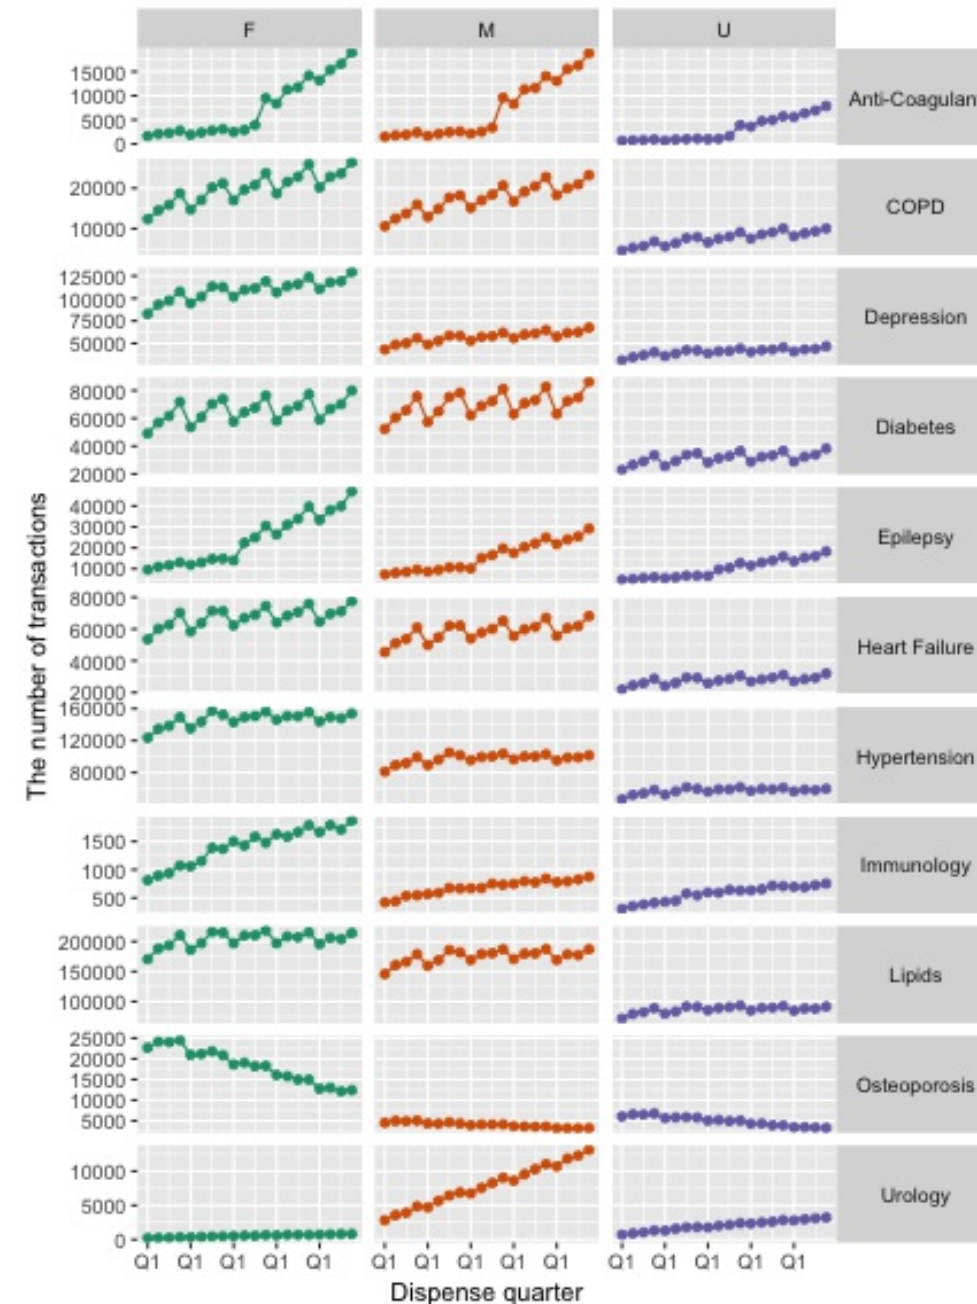 F M U
15000
10000
5000
0
Anti-Coagulan
20000
10000
COPD
125000
100000
75000
50000
Depression
80000
60000
40000
20000
Diabetes
40000
30000
20000
10000
Epilepsy
80000
60000
40000
20000
Heart Failure
160000
120000
80000
Hypertension
1500
1000
500
Immunology
200000
150000
100000
Lipids
25000
20000
15000
10000
5000
Osteoporosis
10000
5000
0
Urology
The number of transactions
Q1 Q1 Q1 Q1 Q1 Q1 Q1 Q1 Q1 Q1 Q1 Q1 Q1 Q1 Q1
Dispense quarter